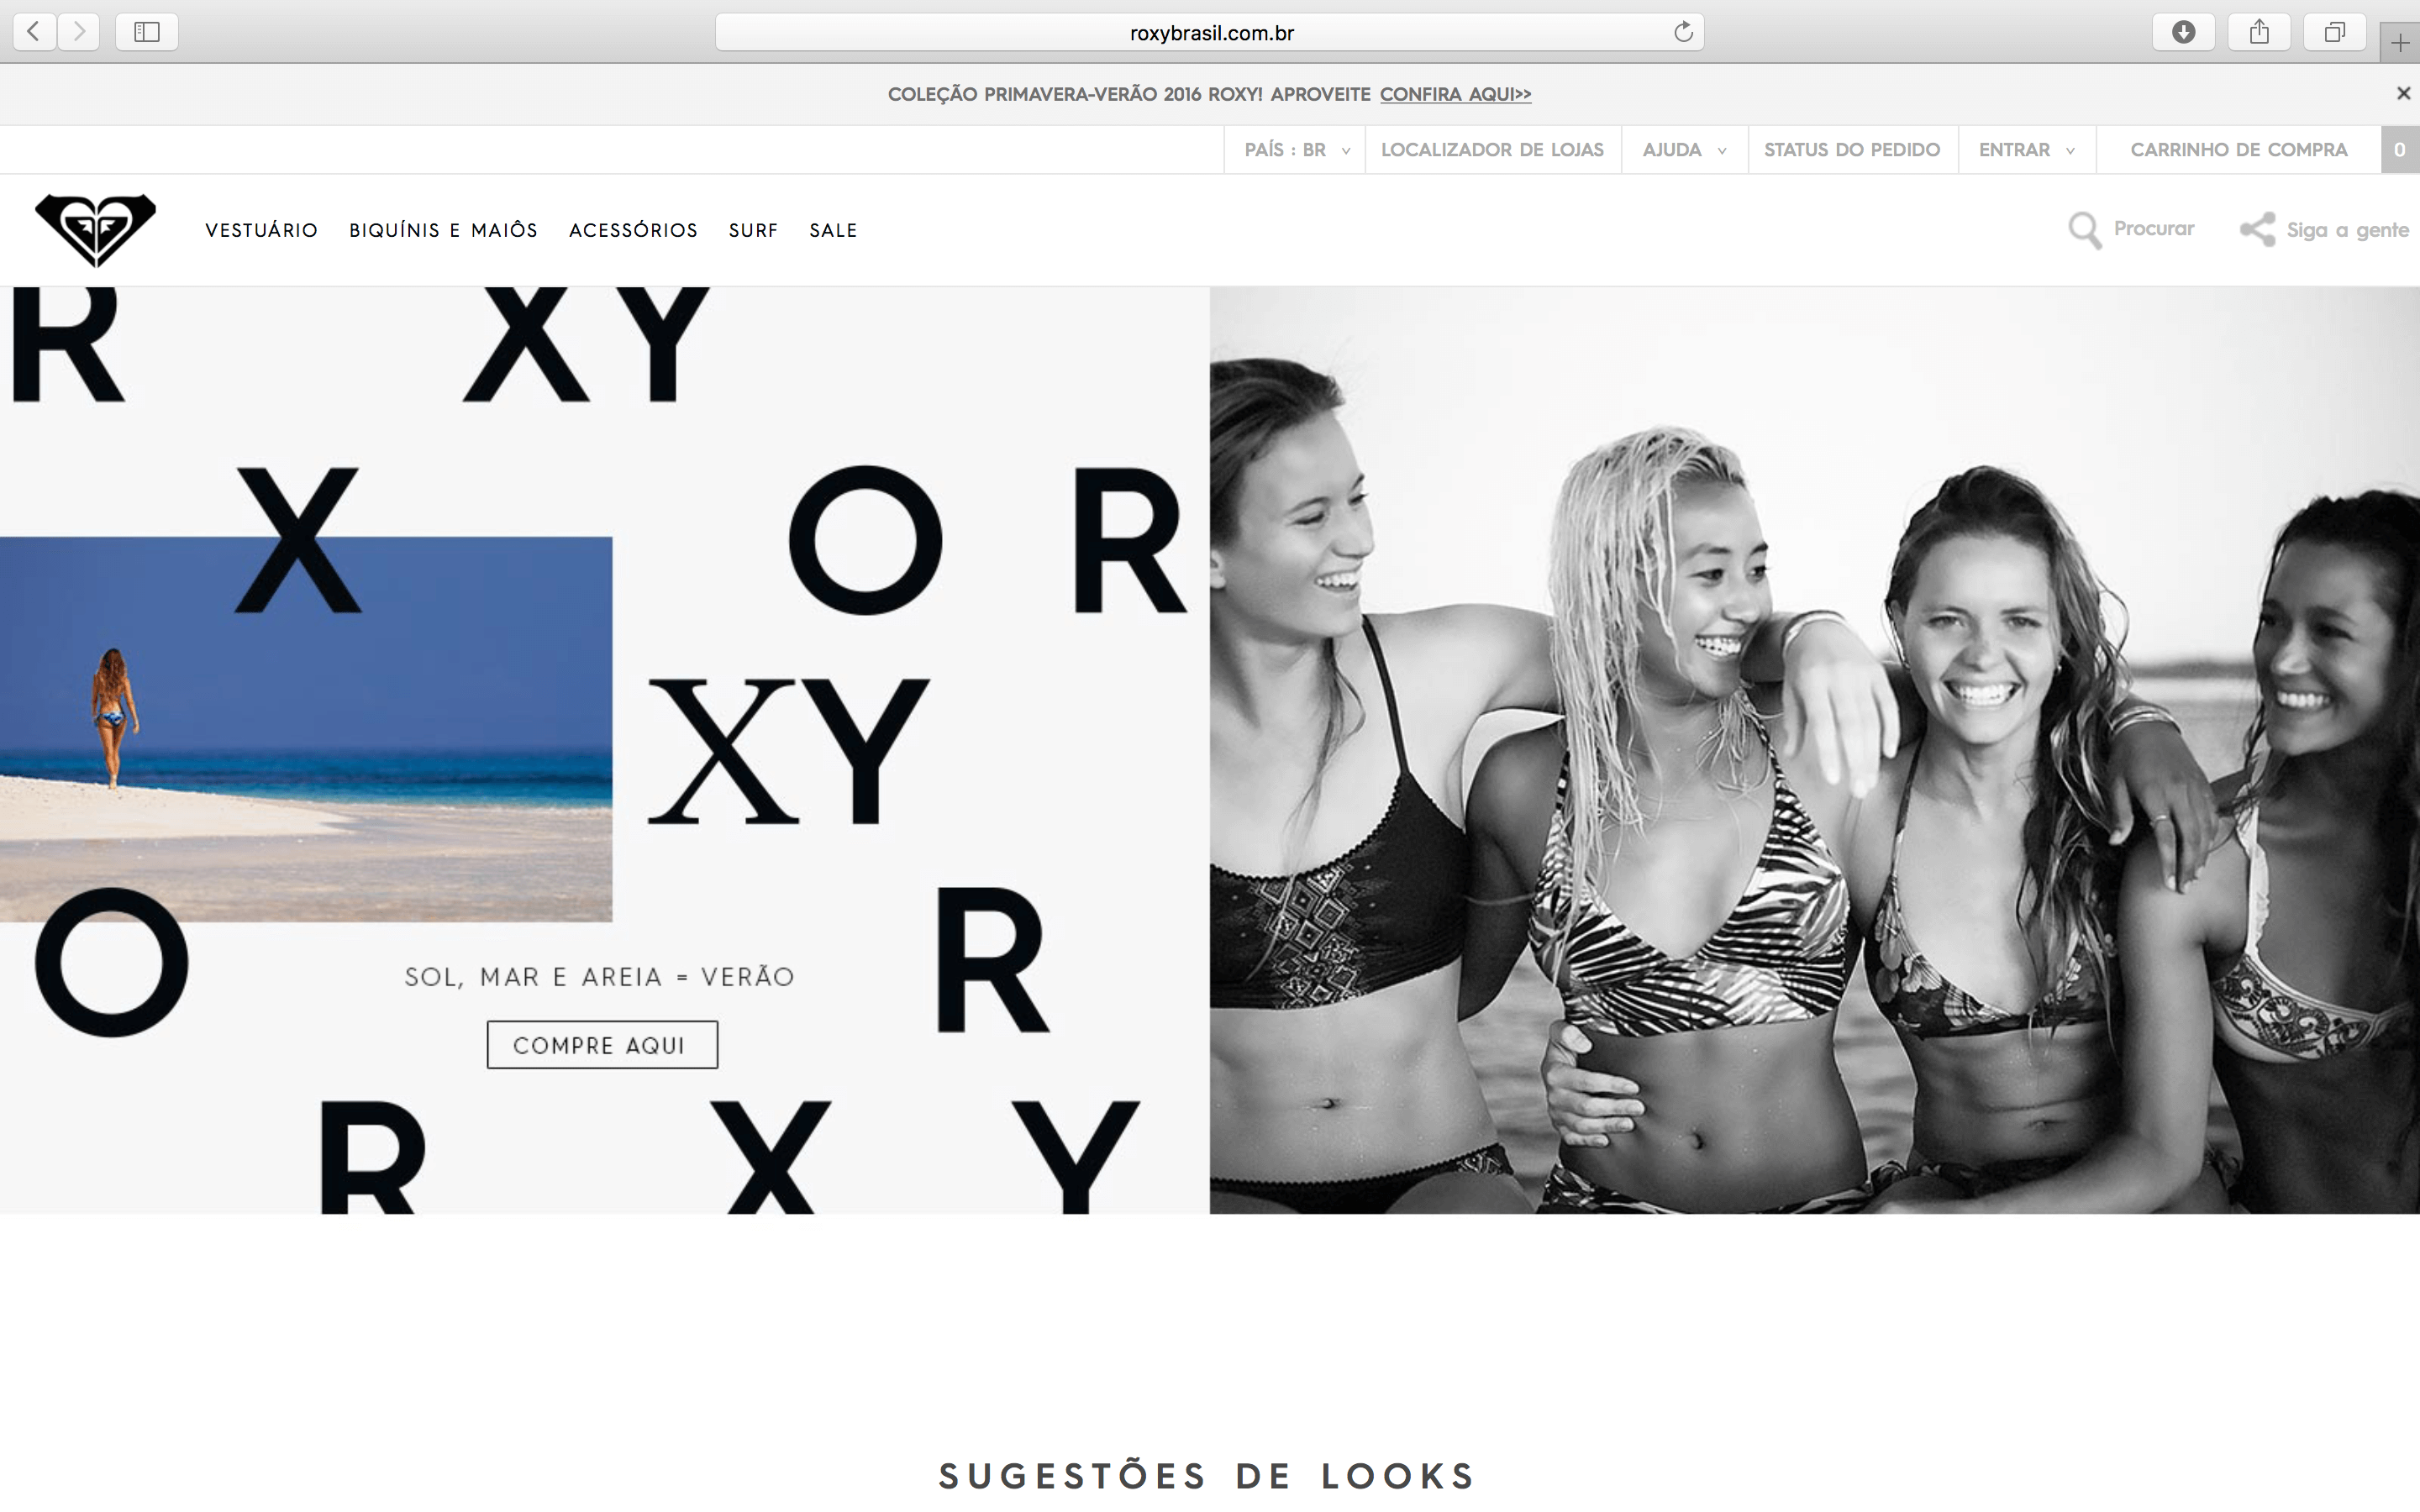 roxybrasil.com.br
COLEÇÃO PRIMAVERA-VERÃO 2016 ROXY! APROVEITE CONFIRA AQUI>>
PAÍS : BR LOCALIZADOR DE LOJAS AJUDA STATUS DO PEDIDO ENTRAR CARRINHO DE COMPRA 0
VESTUÁRIO BIQUÍNIS E MAIÔS ACESSÓRIOS SURF SALE Procurar Siga a gente
R XY
X O R
XY
O R
SOL, MAR E AREIA = VERÃO
COMPRE AQUI
R X Y
SUGESTÕES DE LOOKS